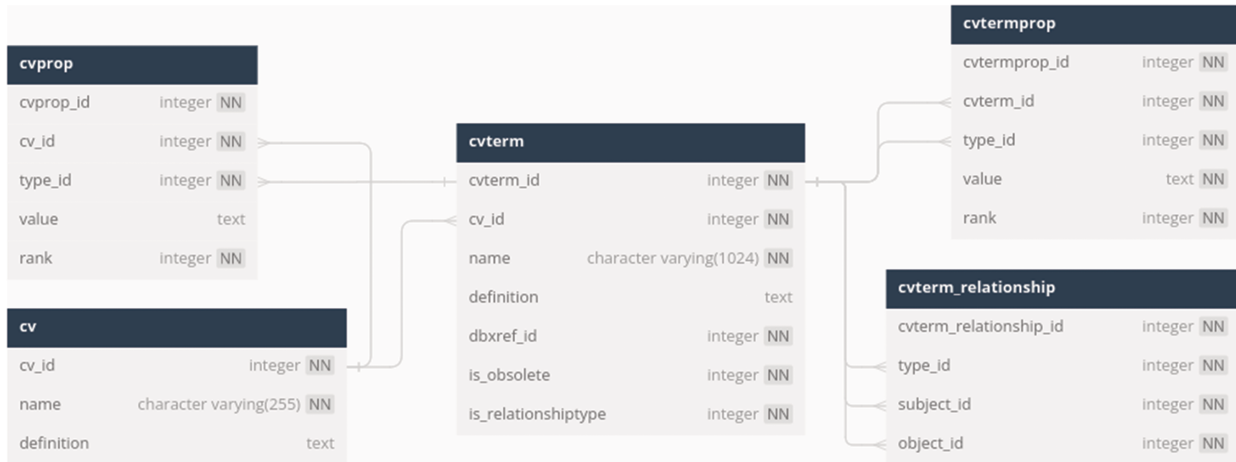 cvprop
cvprop_id integer NN
cv_id integer NN
type_id integer NN
value text
rank integer NN
cv
cv_id integer NN
name character varying(255) NN
definition text
cvterm
cvterm_id integer NN
cv_id integer NN
name character varying(1024) NN
definition text
dbxref_id integer NN
is_obsolete integer NN
is_relationshiptype integer NN
cvtermprop
cvtermprop_id integer NN
cvterm_id integer NN
type_id integer NN
value text NN
rank integer NN
cvterm_relationship
cvterm_relationship_id integer NN
type_id integer NN
subject_id integer NN
object_id integer NN